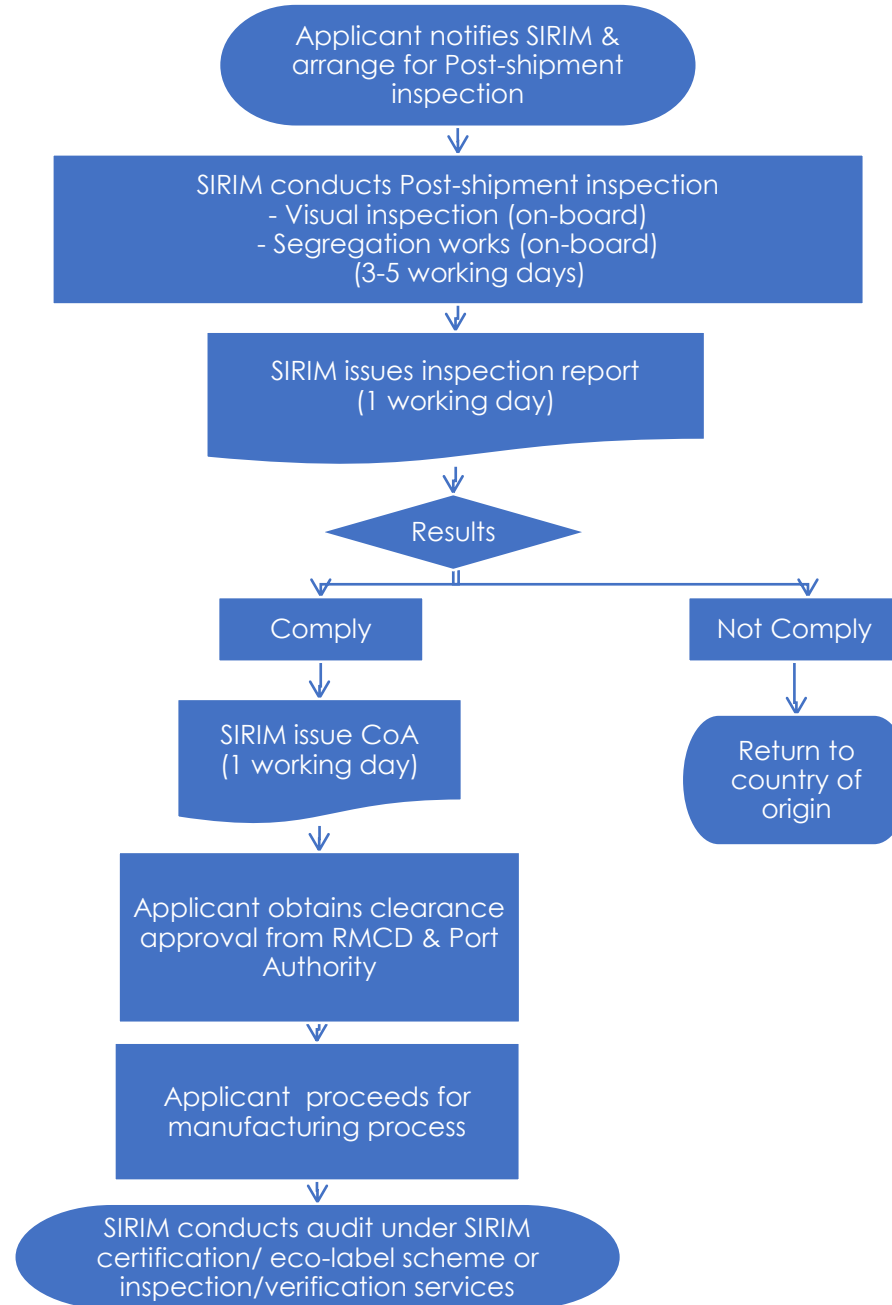 Applicant notifies SIRIM &
arrange for Post-shipment
inspection
SIRIM conducts Post-shipment inspection
- Visual inspection (on-board)
- Segregation works (on-board)
(3-5 working days)
SIRIM issues inspection report
(1 working day)
Results
Comply
Not Comply
SIRIM issue CoA
(1 working day)
Return to
country of
origin
Applicant obtains clearance
approval from RMCD & Port
Authority
Applicant  proceeds for
manufacturing process
SIRIM conducts audit under SIRIM
certification/ eco-label scheme or
inspection/verification services